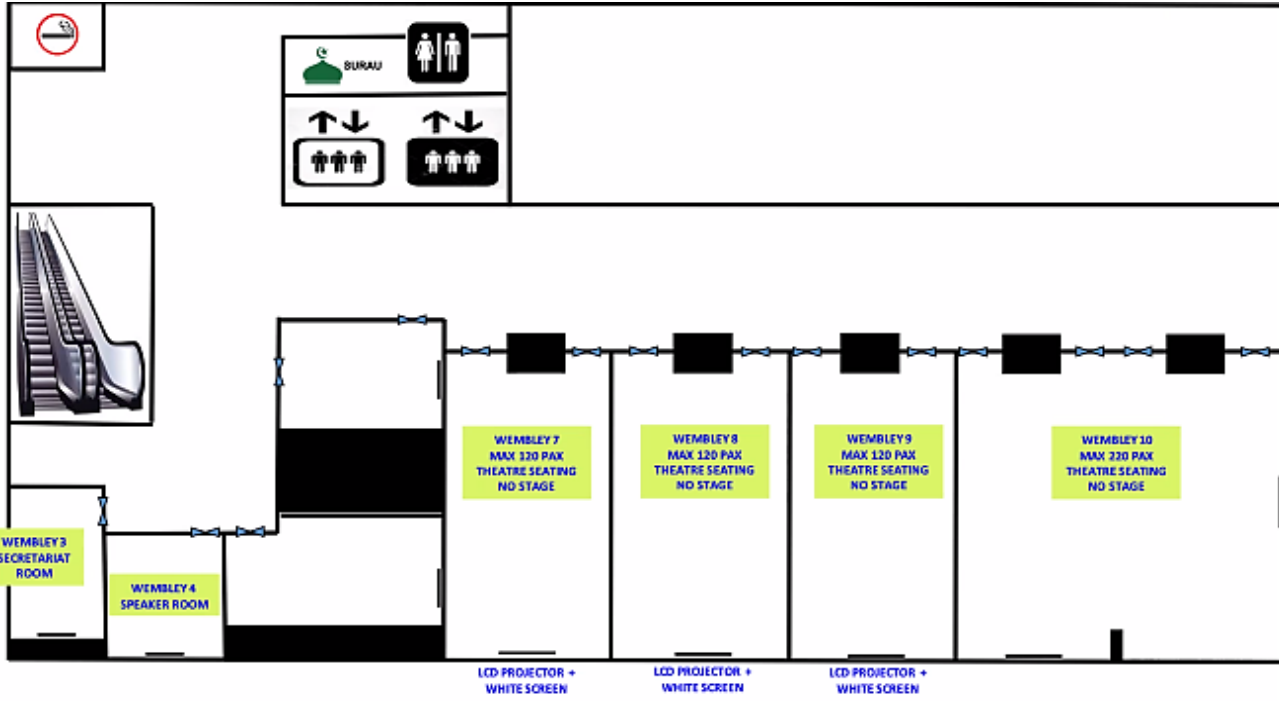 SURAU
WEMBLEY 7
MAX 120 PAX
THEATRE SEATING
NO STAGE
WEMBLEY 8
MAX 120 PAX
THEATRE SEATING
NO STAGE
WEMBLEY 9
MAX 120 PAX
THEATRE SEATING
NO STAGE
WEMBLEY 10
MAX 220 PAX
THEATRE SEATING
NO STAGE
WEMBLEY 3
SECRETARIAT
ROOM
WEMBLEY 4
SPEAKER ROOM
LCD PROJECTOR +
WHITE SCREEN
LCD PROJECTOR +
WHITE SCREEN
LCD PROJECTOR +
WHITE SCREEN